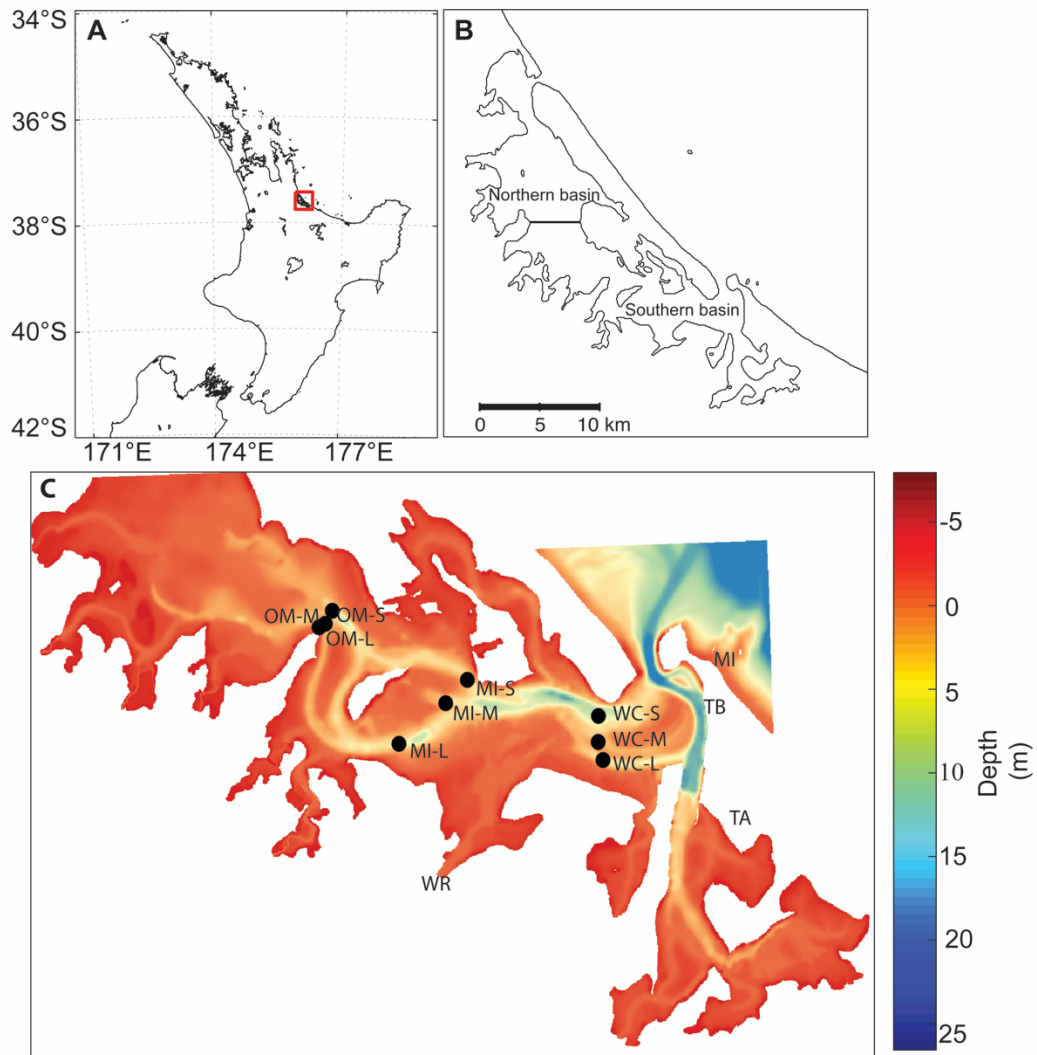 A
34°S
36°S
38°S
40°S
42°S
171°E
174°E
177°E
B
Northern basin
Southern basin
0
5
10 km
C
OM-M
OM-S
OM-L
MI-S
MI-M
MI-L
WC-S
WC-M
WC-L
MI
TB
TA
WR
-5
0
5
10
15
20
25
Depth
(m)